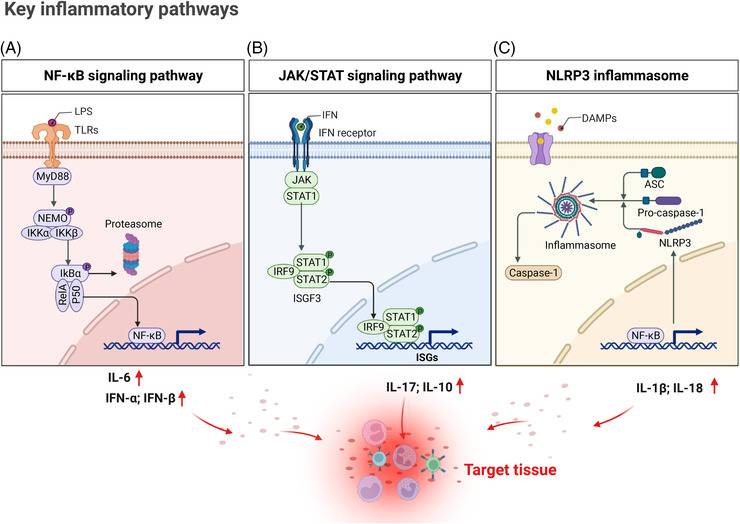 Key inflammatory pathways
(A)
NF-κB signaling pathway
LPS
TLRs
MyD88
NEMO
P
IKKα
IKKβ
Proteasome
IkBα
P
RelA
P50
NF-κB
IL-6
IFN-α; IFN-β
(B)
JAK/STAT signaling pathway
IFN
IFN receptor
JAK
STAT1
STAT1
P
IRF9
STAT2
P
ISGF3
STAT1
P
IRF9
STAT2
P
ISGs
IL-17; IL-10
(C)
NLRP3 inflammasome
DAMPs
ASC
Pro-caspase-1
Inflammasome
NLRP3
Caspase-1
NF-κB
IL-1β; IL-18
Target tissue